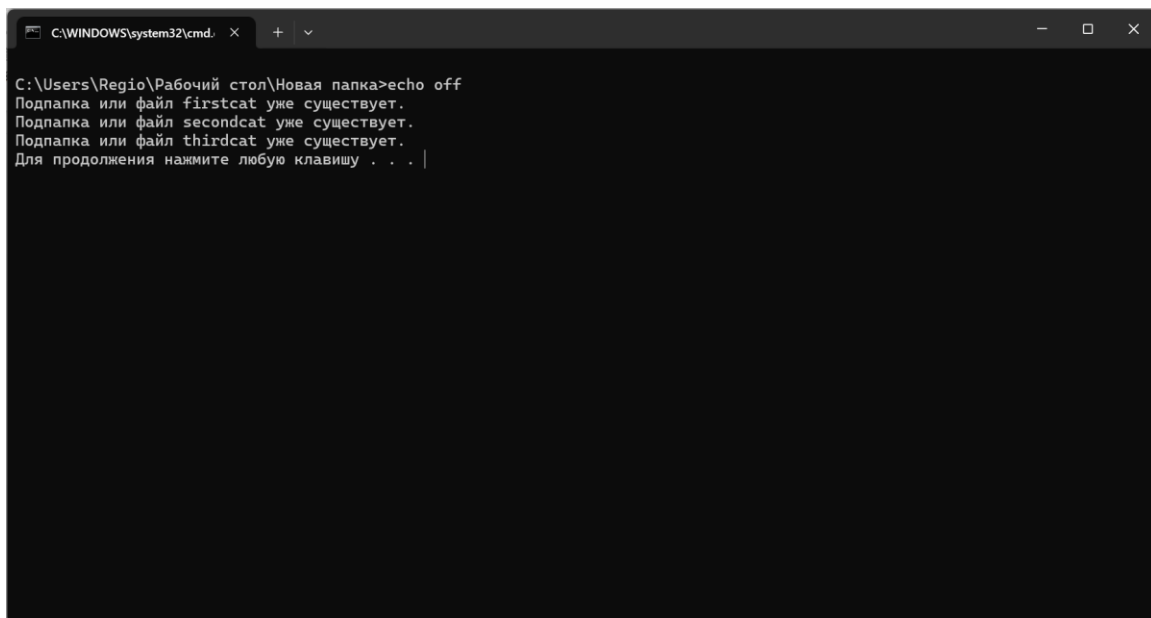 C:\WINDOWS\system32\cmd.
C:\Users\Regio\Рабочий стол\Новая папка>echo off
Подпапка или файл firstcat уже существует.
Подпапка или файл secondcat уже существует.
Подпапка или файл thirdcat уже существует.
Для продолжения нажмите любую клавишу . . .